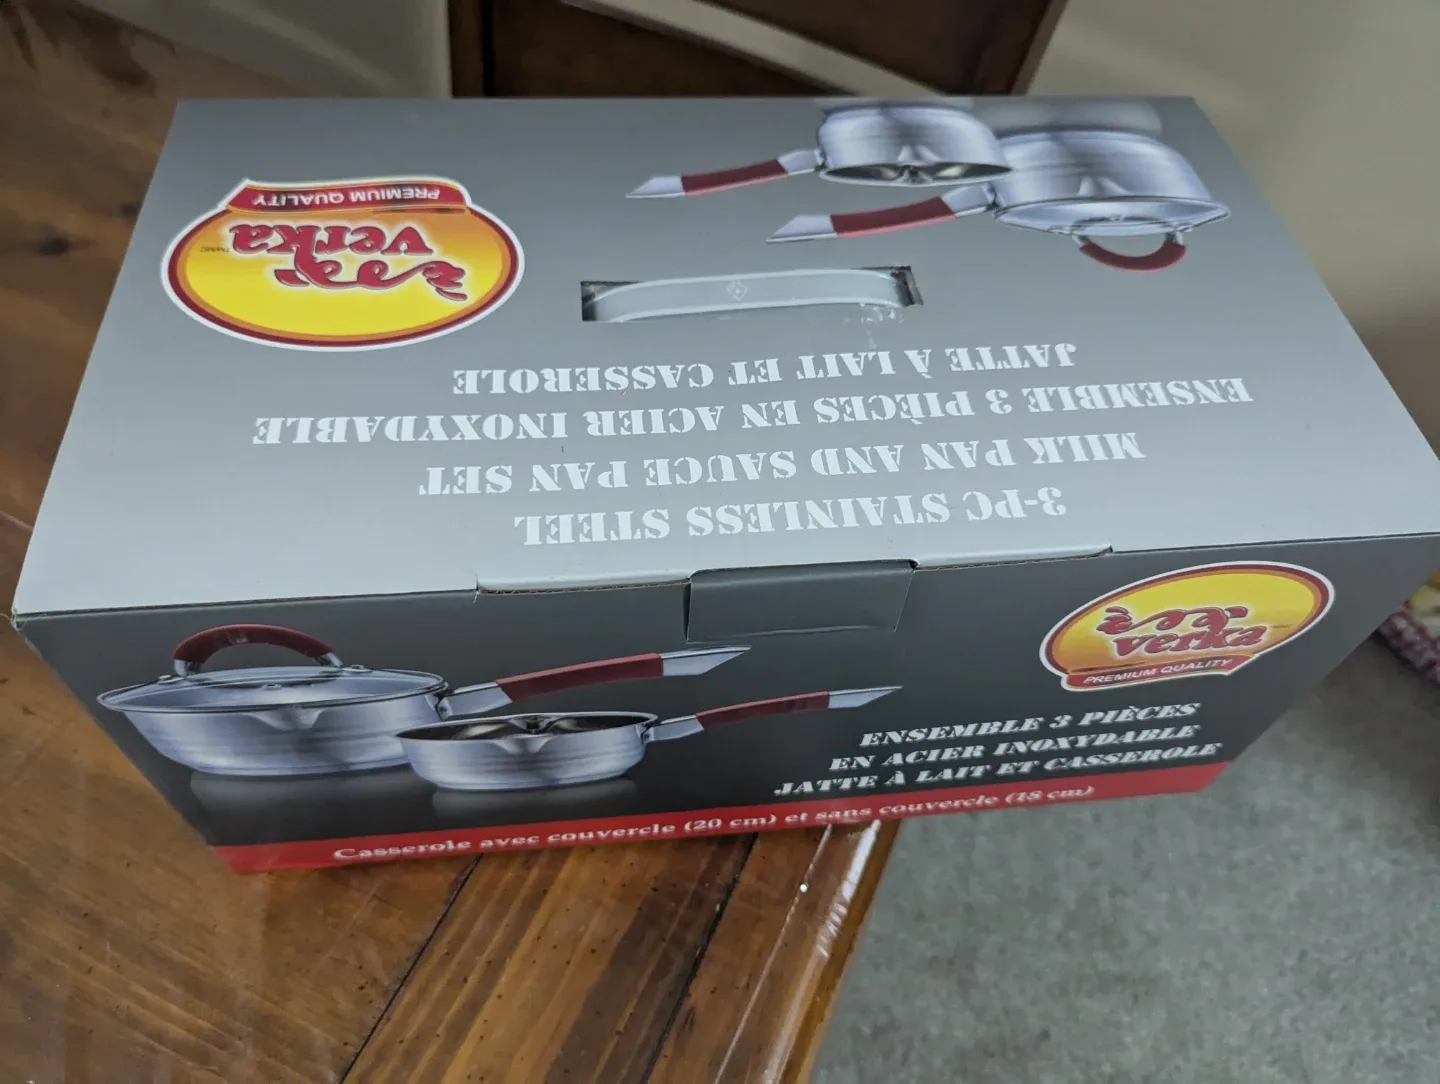 3-PC STAINLESS STEEL
MILK PAN AND SAUCE PAN SET
ENSEMBLE 3 PIÈCES EN ACIER INOXYDABLE
JATTE À LAIT ET CASSEROLE
verka
TM/MC
PREMIUM QUALITY
verka
PREMIUM QUALITY
ENSEMBLE 3 PIÈCES
EN ACIER INOXYDABLE
JATTE À LAIT ET CASSEROLE
Casserole avec couvercle (20 cm) et sans couvercle (18 cm)